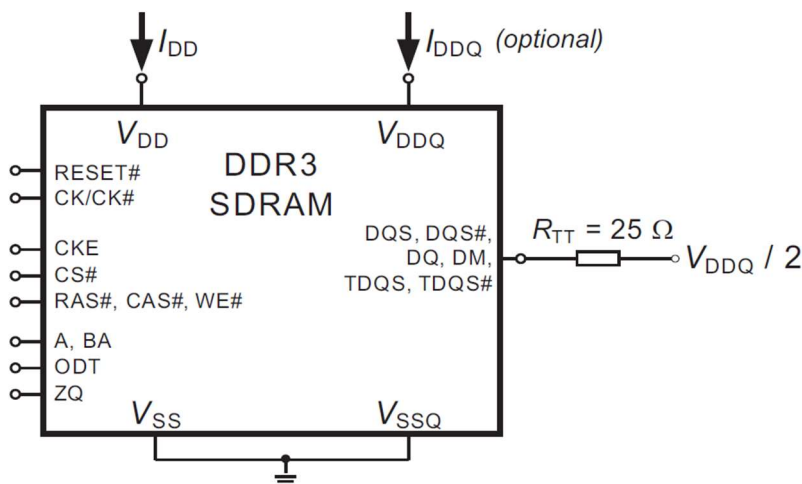 IDD
IDDQ (optional)
VDD
VDDQ
DDR3
SDRAM
RESET#
CK/CK#
CKE
CS#
RAS#, CAS#, WE#
A, BA
ODT
ZQ
DQS, DQS#,
DQ, DM,
TDQS, TDQS#
RTT = 25 Ω
VDDQ / 2
VSS
VSSQ